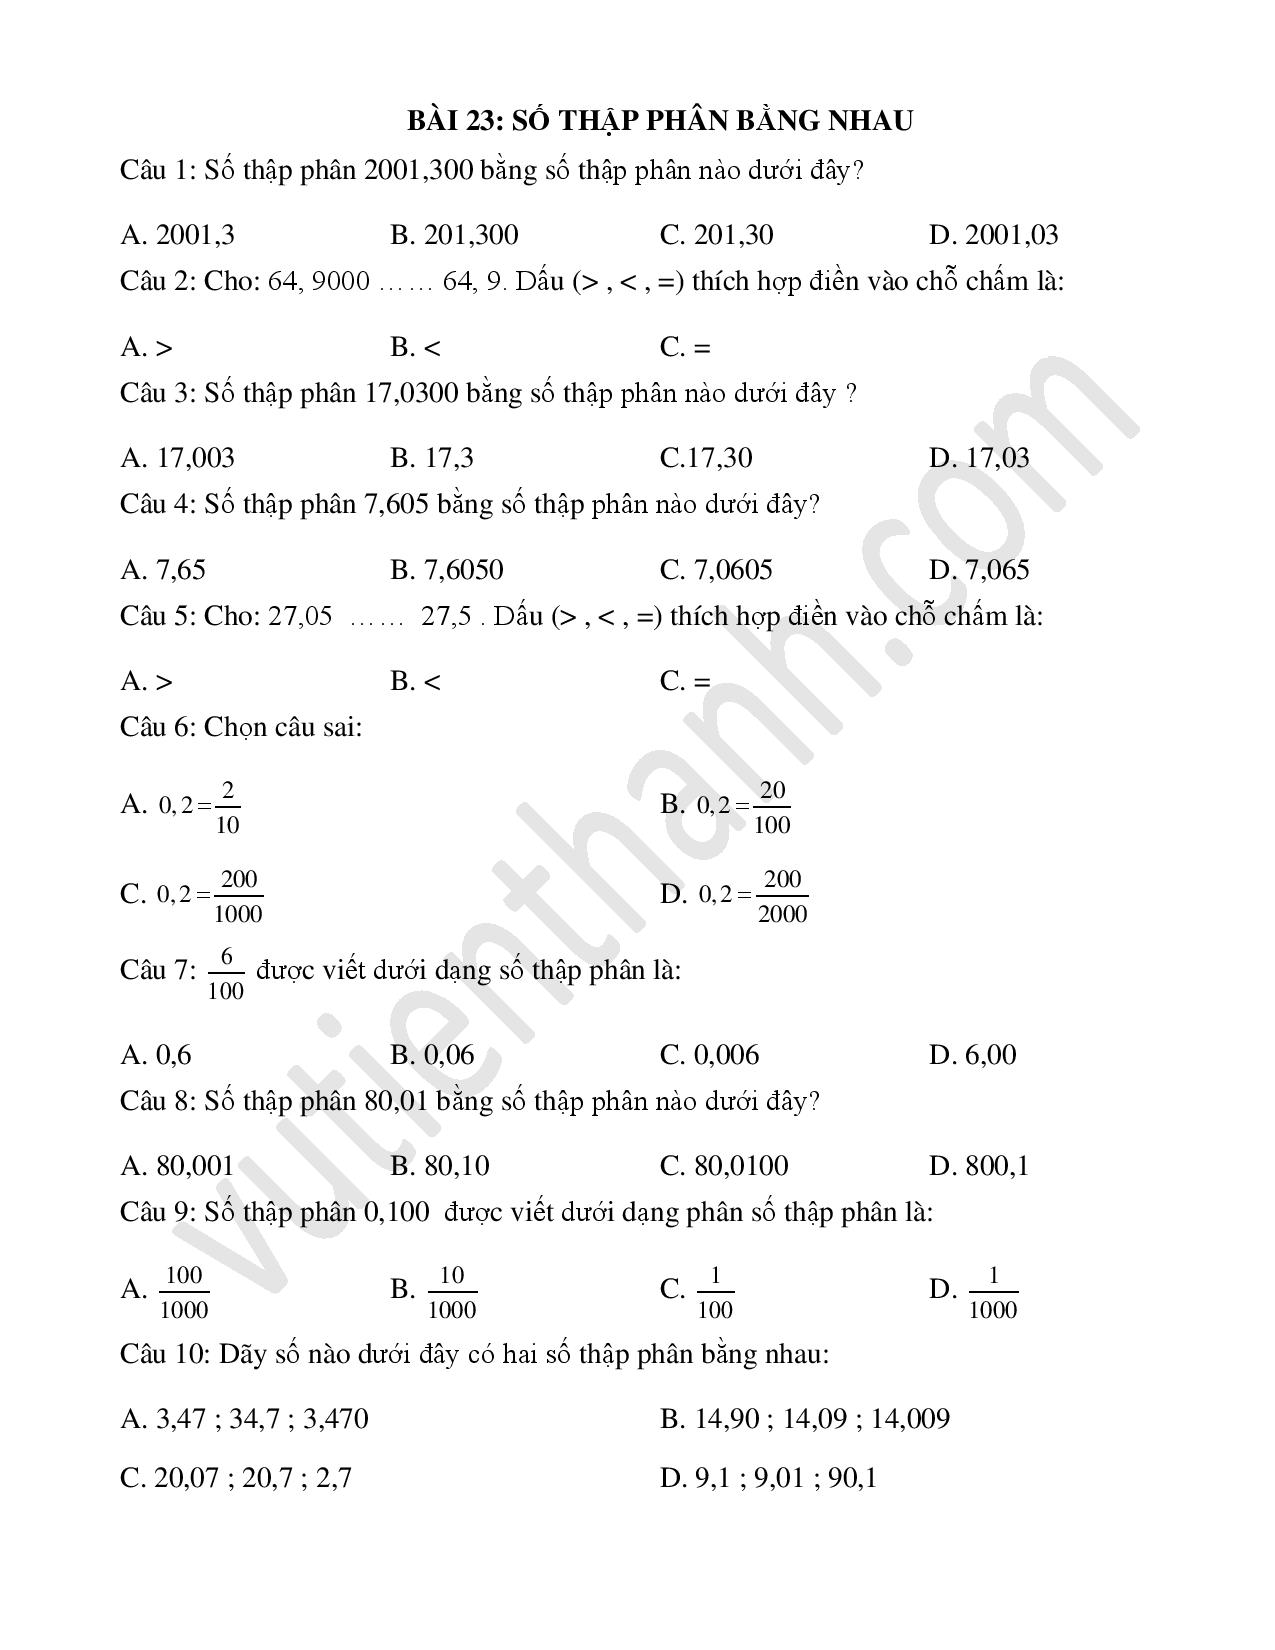 BÀI 23: SỐ THẬP PHÂN BẰNG NHAU
Câu 1: Số thập phân 2001,300 bằng số thập phân nào dưới đây?
A. 2001,3 B. 201,300 C. 201,30 D. 2001,03
Câu 2: Cho: 64, 9000 …… 64, 9. Dấu (> , < , =) thích hợp điền vào chỗ chấm là:
A. > B. < C. =
Câu 3: Số thập phân 17,0300 bằng số thập phân nào dưới đây ?
A. 17,003 B. 17,3 C.17,30 D. 17,03
Câu 4: Số thập phân 7,605 bằng số thập phân nào dưới đây?
A. 7,65 B. 7,6050 C. 7,0605 D. 7,065
Câu 5: Cho: 27,05 …… 27,5 . Dấu (> , < , =) thích hợp điền vào chỗ chấm là:
A. > B. < C. =
Câu 6: Chọn câu sai:
A. 0,2=2/10 B. 0,2=20/100
C. 0,2=200/1000 D. 0,2=200/2000
Câu 7: 6/100 được viết dưới dạng số thập phân là:
A. 0,6 B. 0,06 C. 0,006 D. 6,00
Câu 8: Số thập phân 80,01 bằng số thập phân nào dưới đây?
A. 80,001 B. 80,10 C. 80,0100 D. 800,1
Câu 9: Số thập phân 0,100 được viết dưới dạng phân số thập phân là:
A. 100/1000 B. 10/1000 C. 1/100 D. 1/1000
Câu 10: Dãy số nào dưới đây có hai số thập phân bằng nhau:
A. 3,47 ; 34,7 ; 3,470 B. 14,90 ; 14,09 ; 14,009
C. 20,07 ; 20,7 ; 2,7 D. 9,1 ; 9,01 ; 90,1
vutienthanh.com